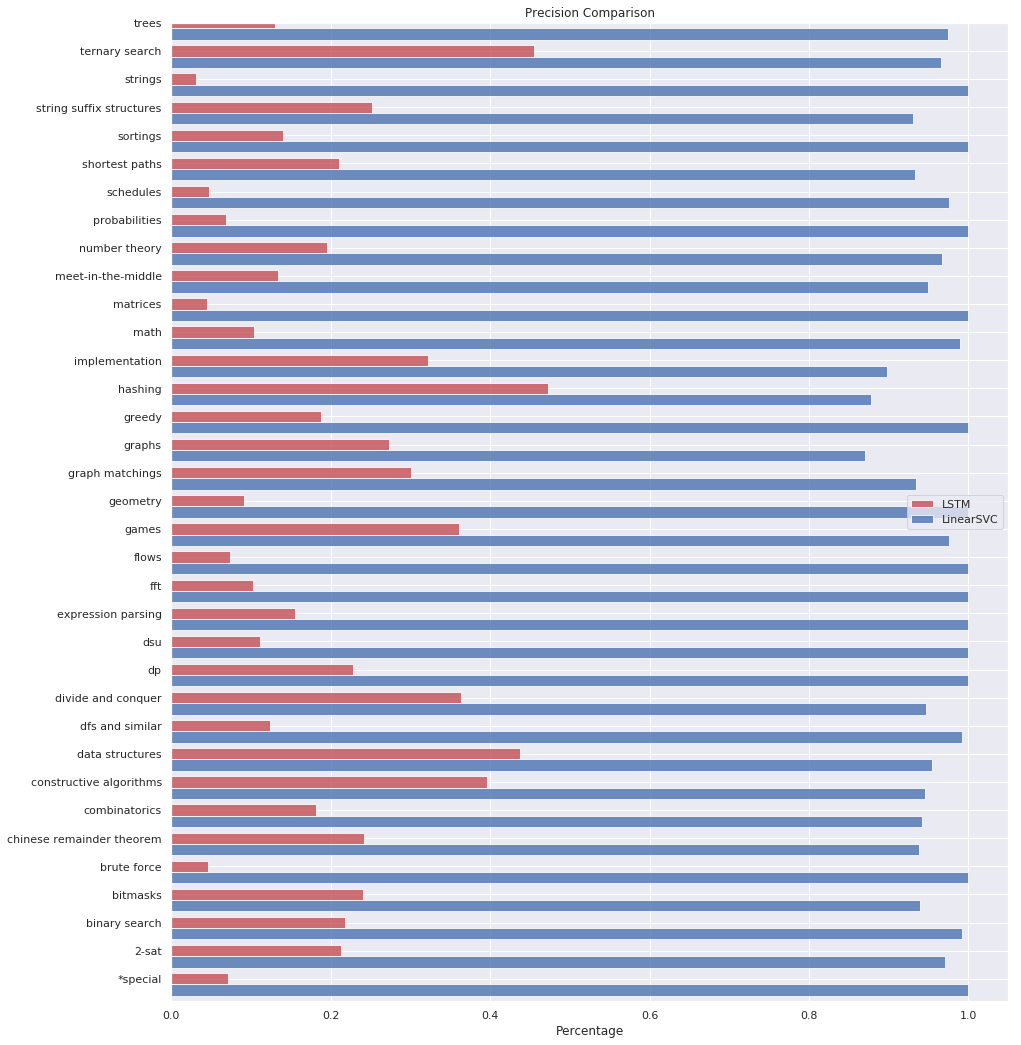 Precision Comparison
trees
ternary search
strings
string suffix structures
sortings
shortest paths
schedules
probabilities
number theory
meet-in-the-middle
matrices
math
implementation
hashing
greedy
graphs
graph matchings
geometry
games
flows
fft
expression parsing
dsu
dp
divide and conquer
dfs and similar
data structures
constructive algorithms
combinatorics
chinese remainder theorem
brute force
bitmasks
binary search
2-sat
*special
LSTM
LinearSVC
0.0 0.2 0.4 0.6 0.8 1.0
Percentage